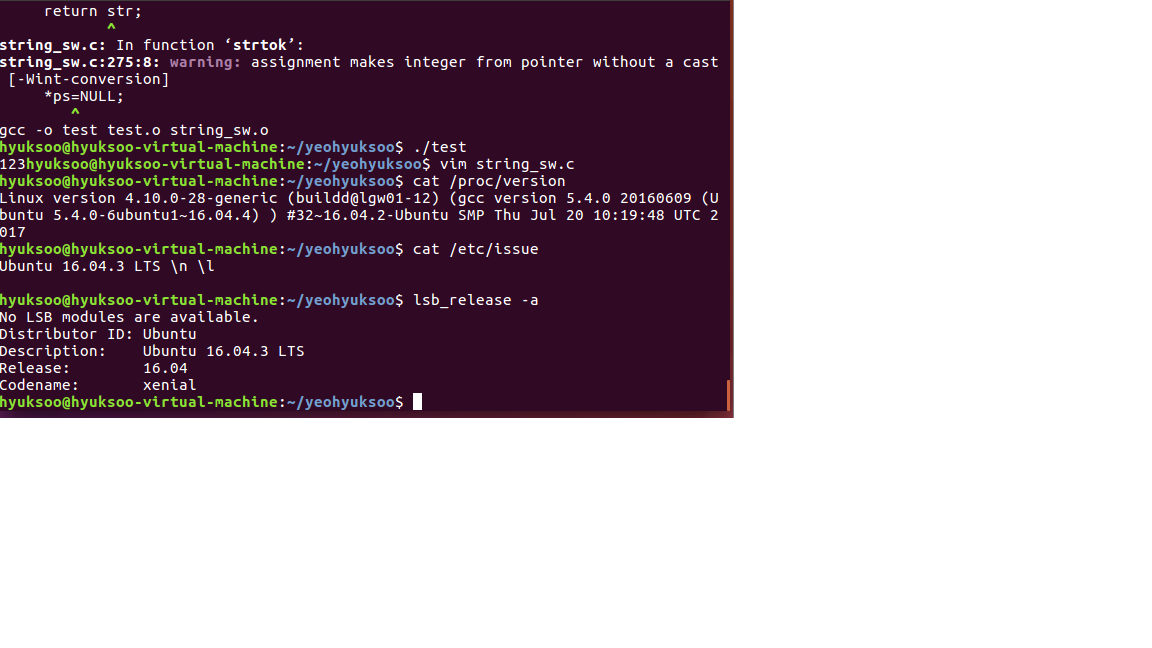 return str;
^
string_sw.c: In function ‘strtok’:
string_sw.c:275:8: warning: assignment makes integer from pointer without a cast
[-Wint-conversion]
*ps=NULL;
^
gcc -o test test.o string_sw.o
hyuksoo@hyuksoo-virtual-machine:~/yeohyuksoo$ ./test
123hyuksoo@hyuksoo-virtual-machine:~/yeohyuksoo$ vim string_sw.c
hyuksoo@hyuksoo-virtual-machine:~/yeohyuksoo$ cat /proc/version
Linux version 4.10.0-28-generic (buildd@lgw01-12) (gcc version 5.4.0 20160609 (U
buntu 5.4.0-6ubuntu1~16.04.4) ) #32~16.04.2-Ubuntu SMP Thu Jul 20 10:19:48 UTC 2
017
hyuksoo@hyuksoo-virtual-machine:~/yeohyuksoo$ cat /etc/issue
Ubuntu 16.04.3 LTS \n \l
hyuksoo@hyuksoo-virtual-machine:~/yeohyuksoo$ lsb_release -a
No LSB modules are available.
Distributor ID: Ubuntu
Description: Ubuntu 16.04.3 LTS
Release: 16.04
Codename: xenial
hyuksoo@hyuksoo-virtual-machine:~/yeohyuksoo$